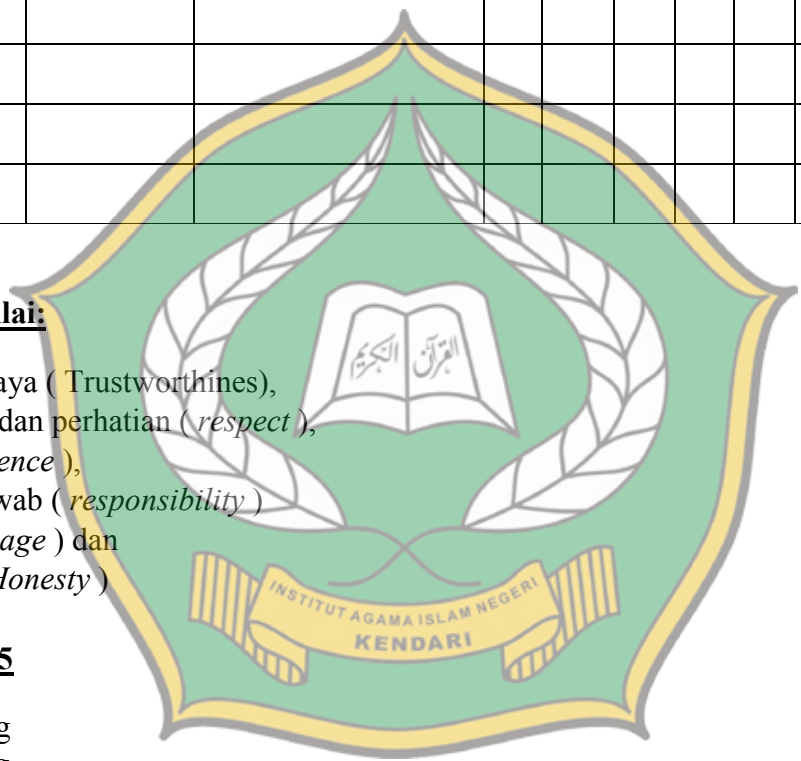 lai:
aya ( Trustworthines),
dan perhatian ( respect ),
ence ),
wab ( responsibility )
age ) dan
Honesty )
القرآن الكريم
INSTITUT AGAMA ISLAM NEGERI
KENDARI
5
g